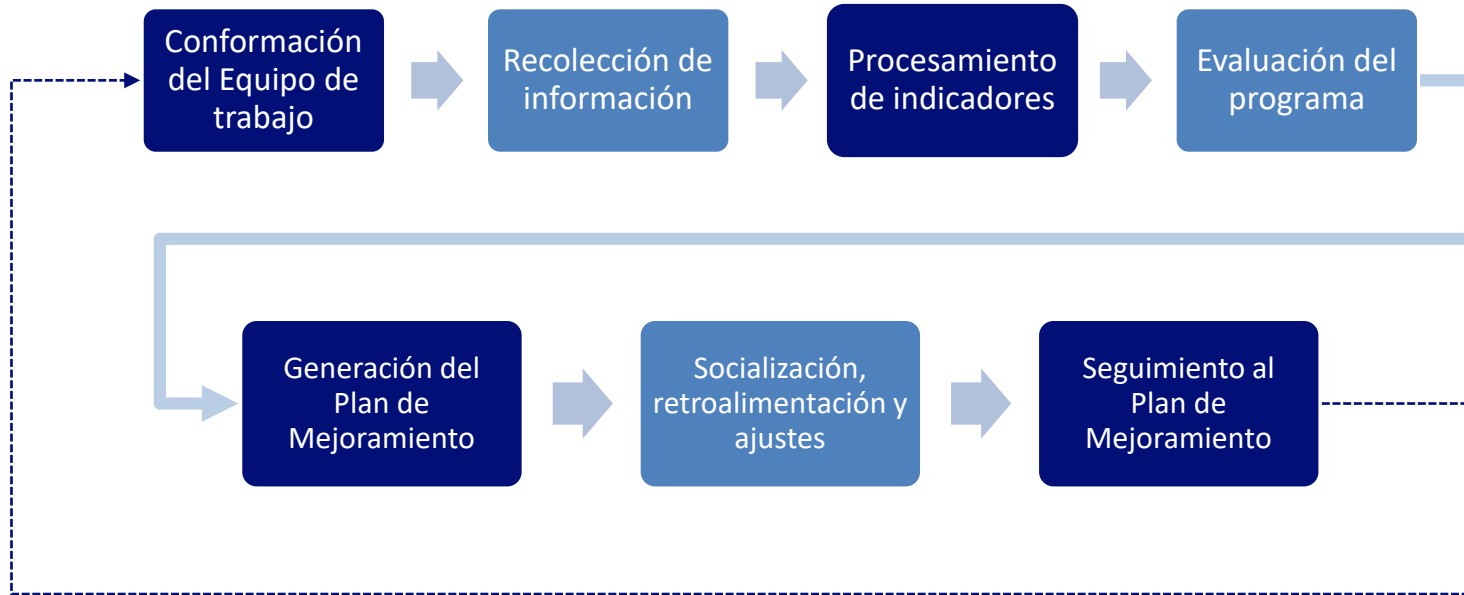 Conformación
del Equipo de
trabajo
Recolección de
información
Procesamiento
de indicadores
Evaluación del
programa
Generación del
Plan de
Mejoramiento
Socialización,
retroalimentación y
ajustes
Seguimiento al
Plan de
Mejoramiento